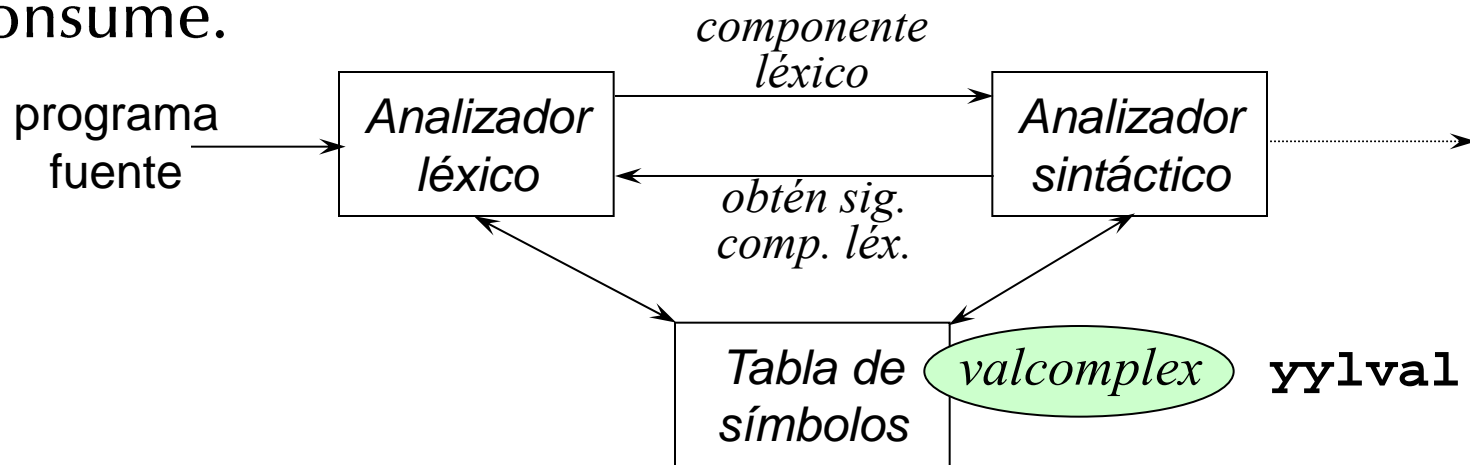 onsume.
componente
léxico
programa
fuente
Analizador
léxico
Analizador
sintáctico
obtén sig.
comp. léx.
Tabla de
símbolos
valcomplex
yylval